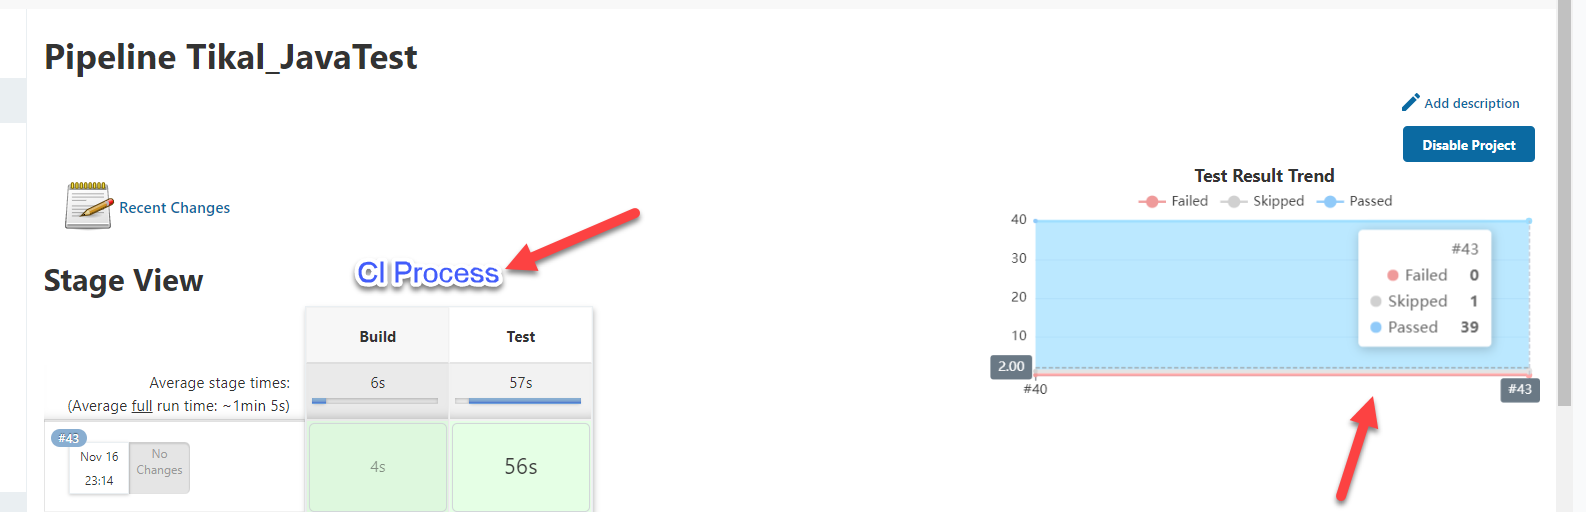 Pipeline Tikal_JavaTest
Add description
Disable Project
Recent Changes
Test Result Trend
Failed Skipped Passed
40
30
20
10
2.00
#40
#43
#43
Failed 0
Skipped 1
Passed 39
Stage View
CI Process
Build Test
Average stage times:
(Average full run time: ~1min 5s)
6s 57s
#43
Nov 16
23:14
No
Changes
4s 56s